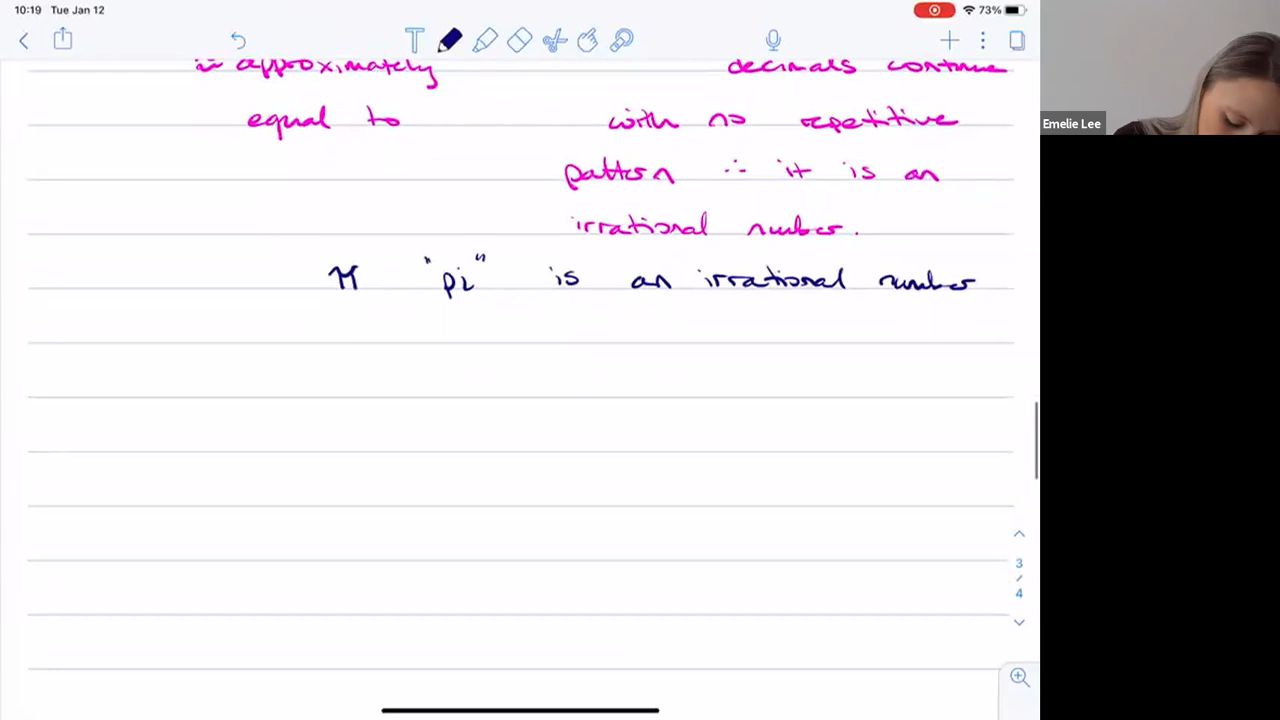 10:19 Tue Jan 12
73%
is approximately
equal to
decimals continue
with no repetitive
pattern ∴ it is an
irrational number.
π "pi" is an irrational number
Emelie Lee
3
/
4